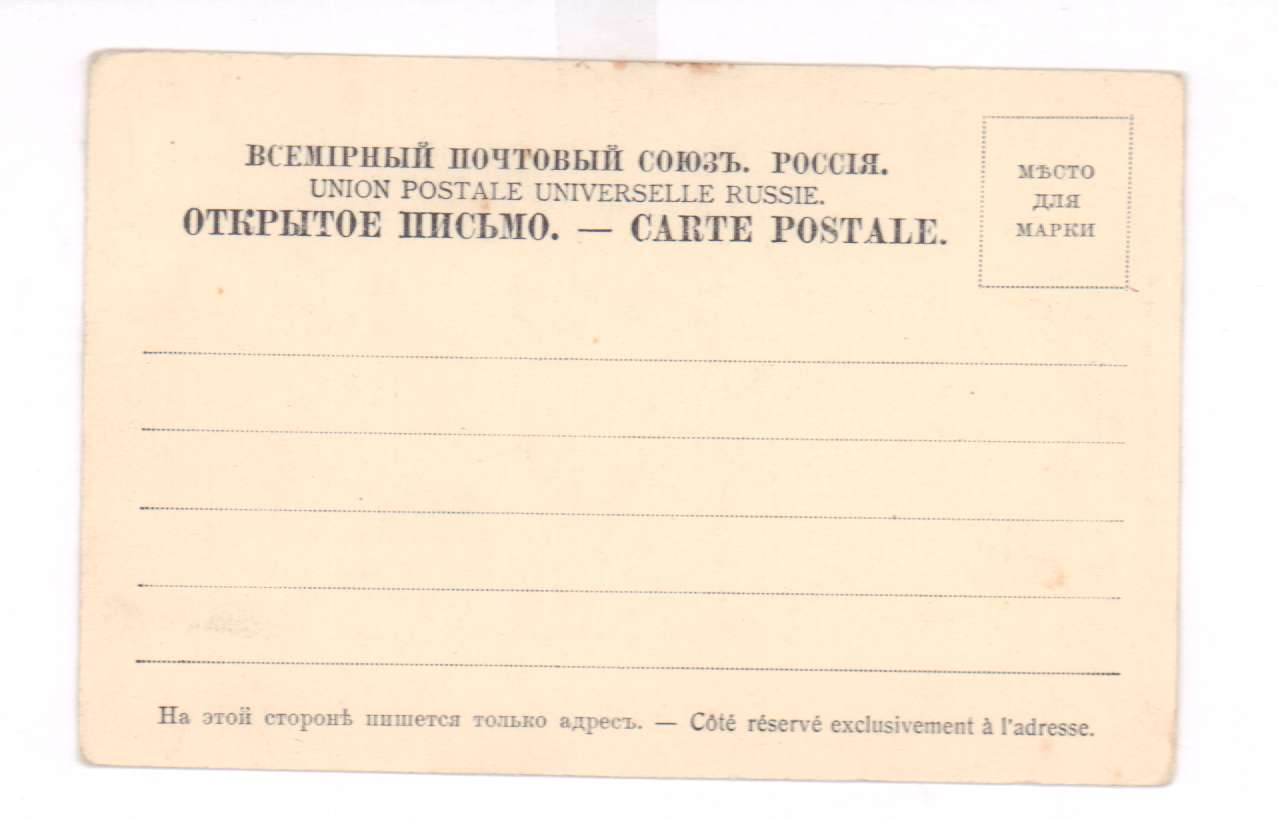 ВСЕМІРНЫЙ ПОЧТОВЫЙ СОЮЗЪ. РОССІЯ.
UNION POSTALE UNIVERSELLE RUSSIE.
ОТКРЫТОЕ ПИСЬМО. — CARTE POSTALE.
МѢСТО
ДЛЯ
МАРКИ
На этой сторонѣ пишется только адресъ. — Côté réservé exclusivement à l'adresse.